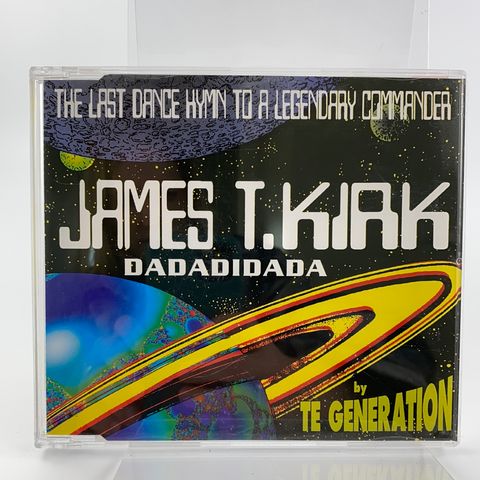 THE LAST DANCE HYMN TO A LEGENDARY COMMANDER
JAMES T. KIRK
DADADIDADA
by
TE GENERATION